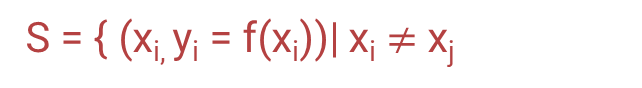 S = { (xᵢ, yᵢ = f(xᵢ))| xᵢ ≠ xⱼ